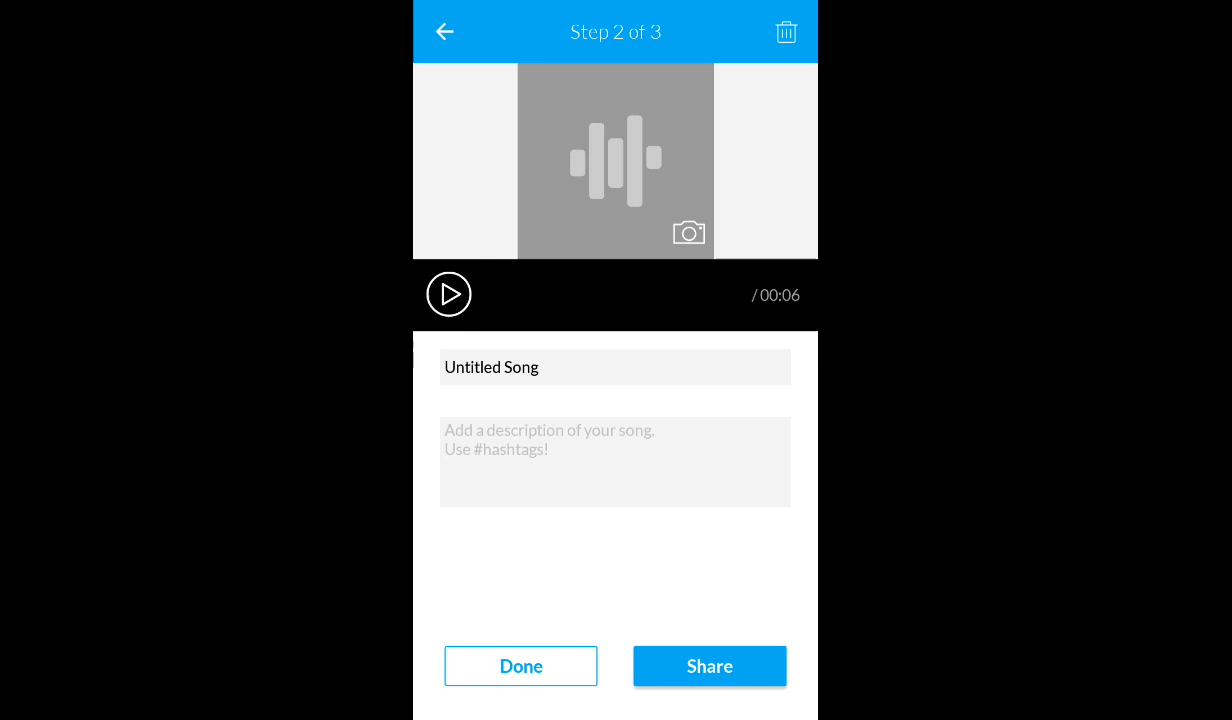 Step 2 of 3
/ 00:06
Untitled Song
Add a description of your song.
Use #hashtags!
Done
Share